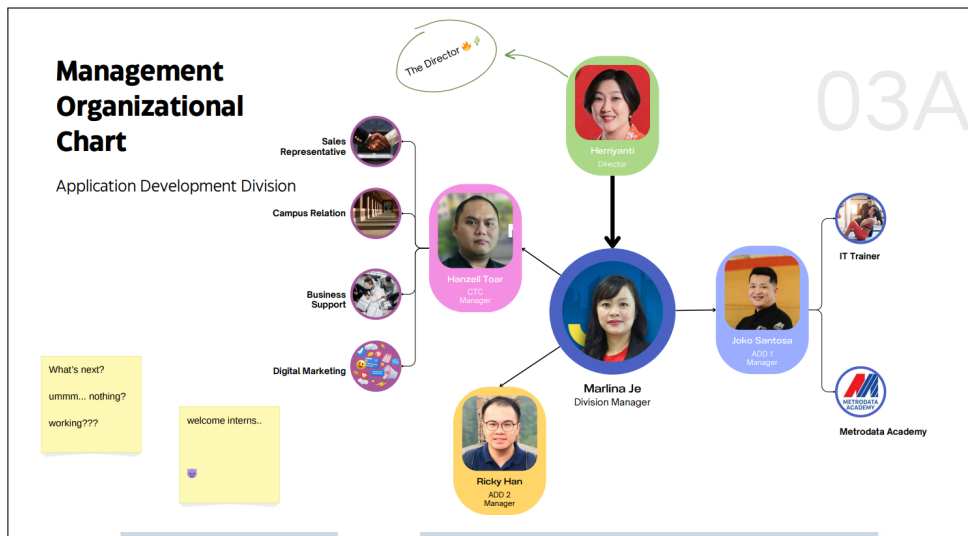 Management
Organizational
Chart
Application Development Division
03A
The Director 🔥🌾
Herriyanti
Director
Sales
Representative
Campus Relation
Business
Support
Digital Marketing
Hanzell Toar
CTC
Manager
Marlina Je
Division Manager
Joko Santosa
ADD 1
Manager
IT Trainer
METRODATA
ACADEMY
Metrodata Academy
Ricky Han
ADD 2
Manager
What's next?
ummm... nothing?
working???
welcome interns..
😈